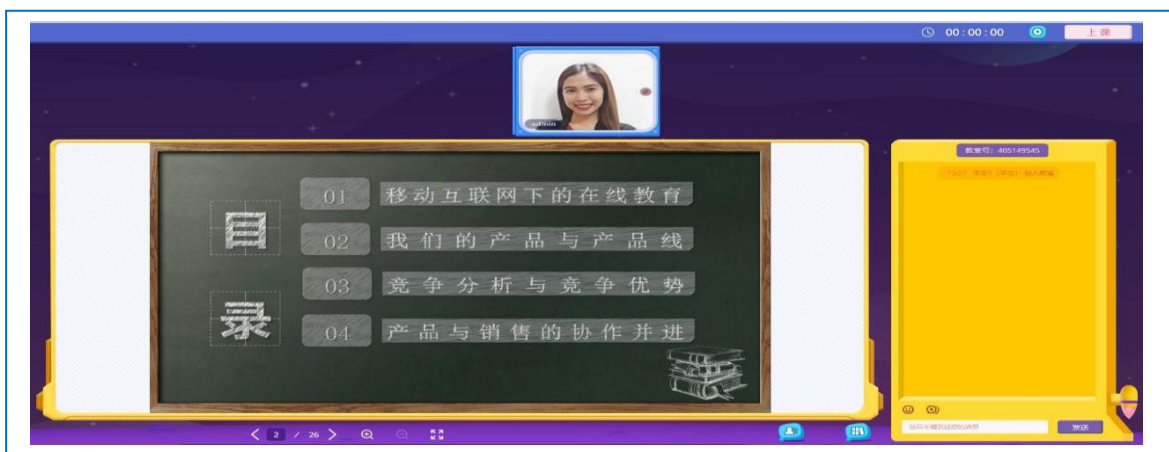 00:00:00
上课
admin
教室号: 405149545
目录
01 移动互联网下的在线教育
02 我们的产品与产品线
03 竞争分析与竞争优势
04 产品与销售的协作并进
2 / 26
发送